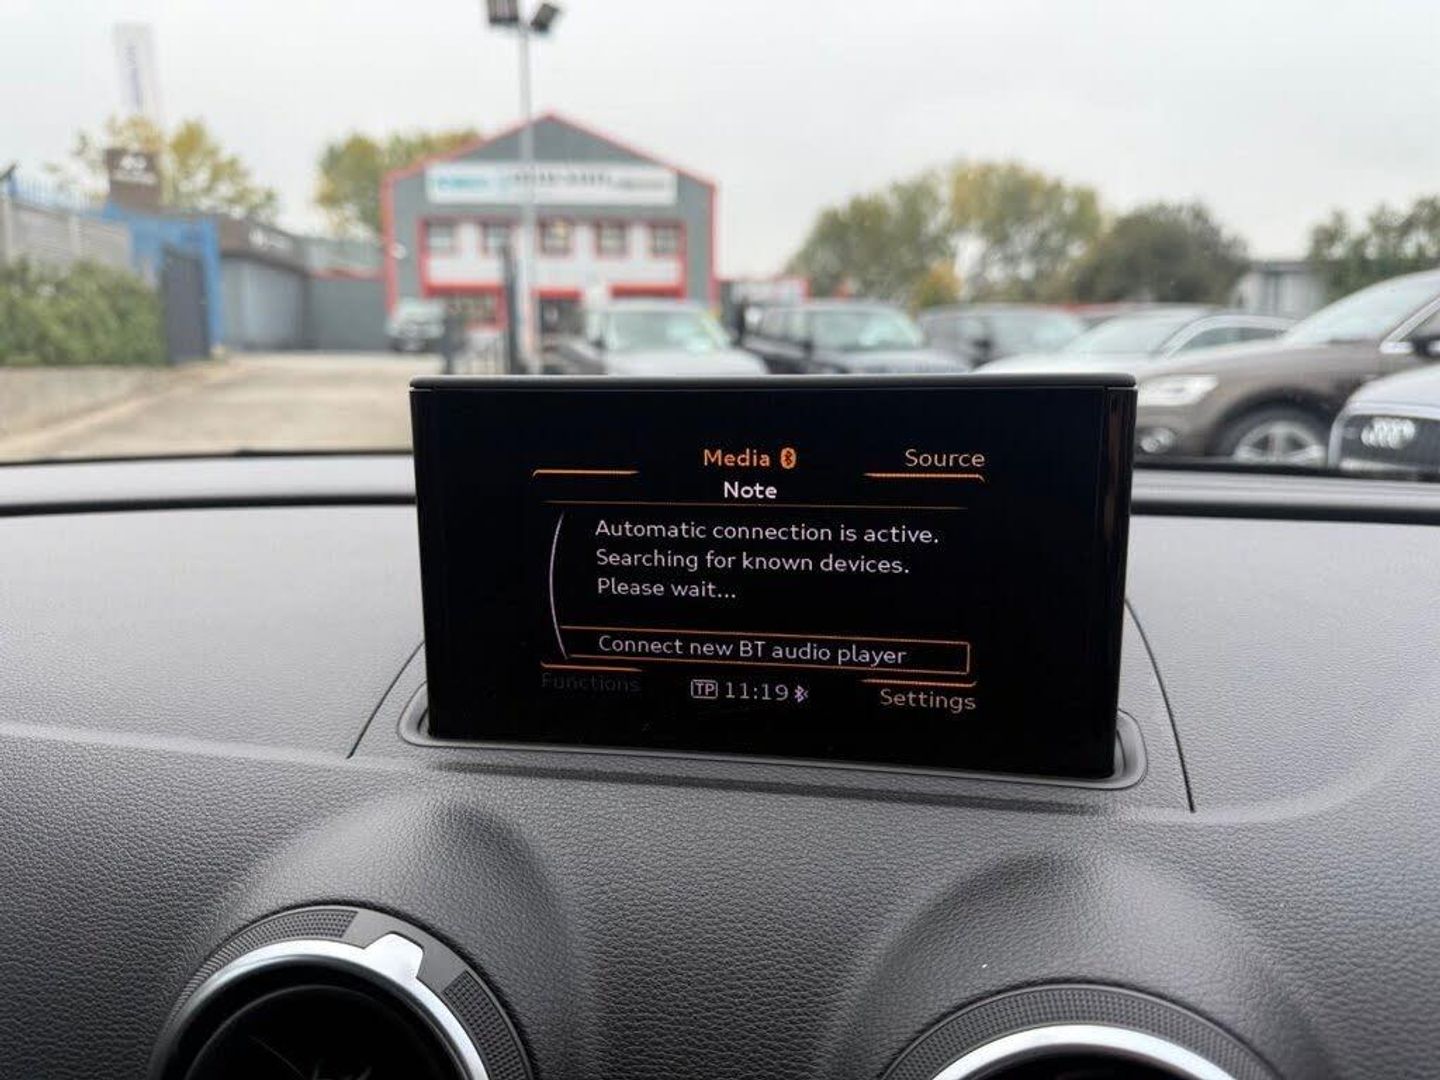 Media
Source
Note
Automatic connection is active.
Searching for known devices.
Please wait...
Connect new BT audio player
Functions
TP 11:19
Settings